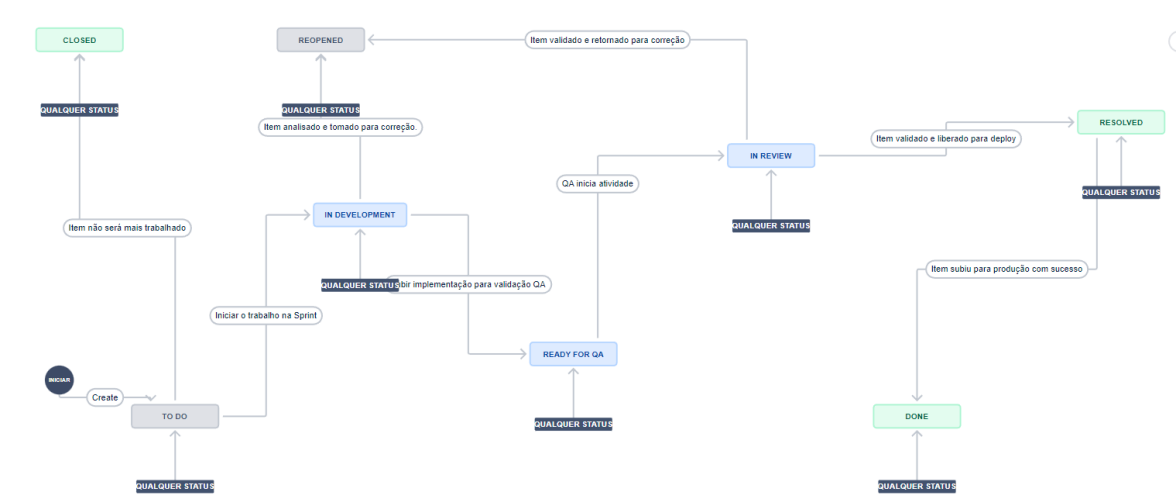 CLOSED
REOPENED
Item validado e retornado para correção
QUALQUER STATUS
QUALQUER STATUS
Item analisado e tomado para correção.
RESOLVED
Item validado e liberado para deploy
IN REVIEW
QA inicia atividade
QUALQUER STATUS
IN DEVELOPMENT
Item não será mais trabalhado
QUALQUER STATUS
Item subiu para produção com sucesso
QUALQUER STATUS
implementação para validação QA
Iniciar o trabalho na Sprint
READY FOR QA
INICIAR
Create
TO DO
DONE
QUALQUER STATUS
QUALQUER STATUS
QUALQUER STATUS